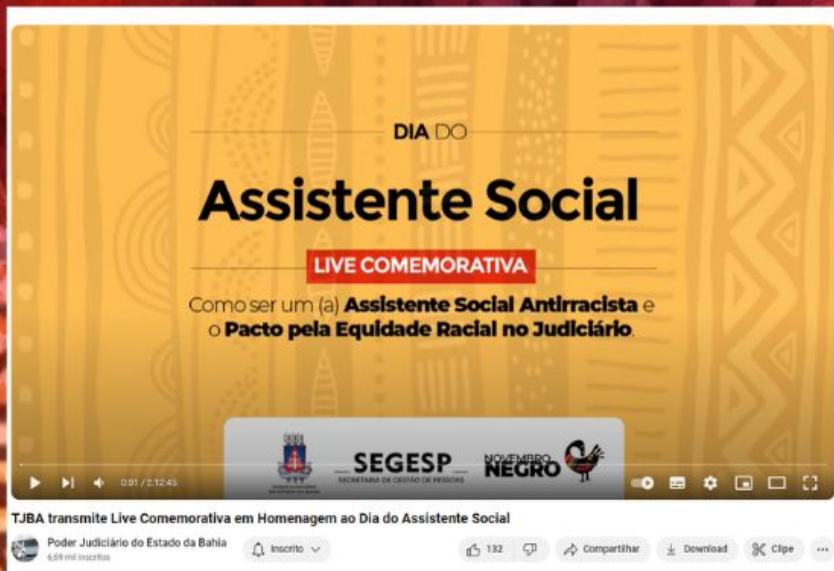 DIA DO
Assistente Social
LIVE COMEMORATIVA
Como ser um (a) Assistente Social Antirracista e
o Pacto pela Equidade Racial no Judiciário.
SEGESP
SECRETARIA DE GESTÃO DE PESSOAS
NOVEMBRO
NEGRO
0:01 / 2:12:45
TJBA transmite Live Comemorativa em Homenagem ao Dia do Assistente Social
Poder Judiciário do Estado da Bahia
6,69 mil inscritos
Inscrito
132
Compartilhar
Download
Clipe